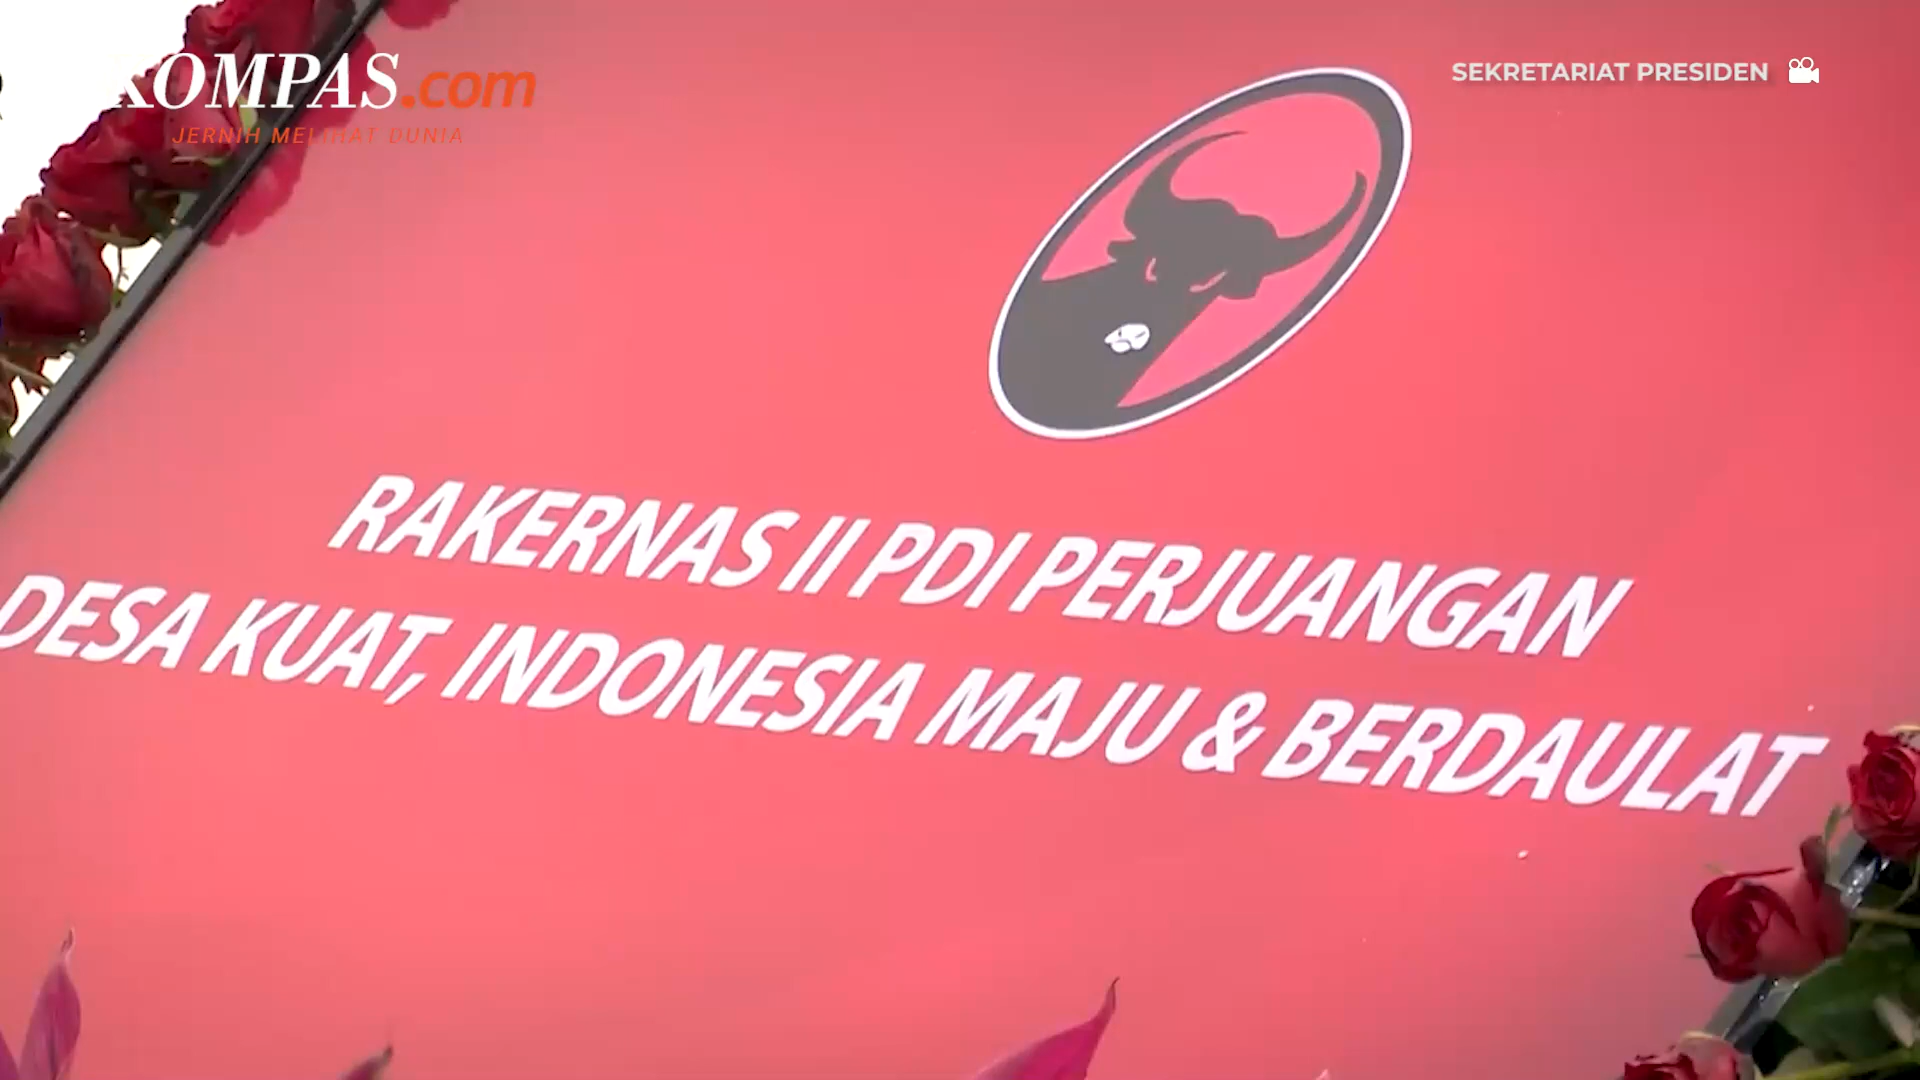 KOMPAS.com
JERNIH MELIHAT DUNIA
SEKRETARIAT PRESIDEN
RAKERNAS II PDI PERJUANGAN
DESA KUAT, INDONESIA MAJU & BERDAULAT